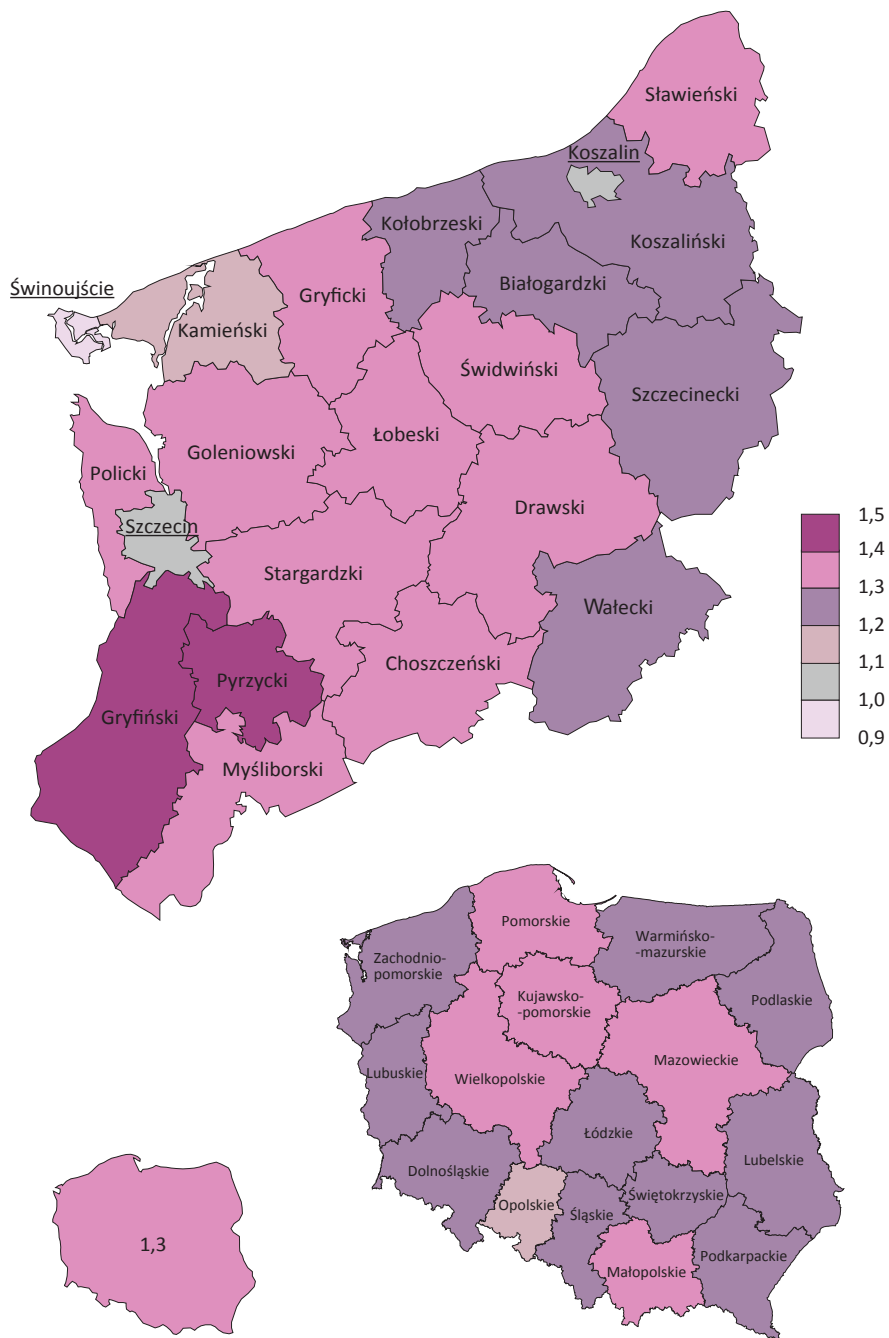 Sławieński
Koszalin
Kołobrzeski
Koszaliński
Białogardzki
Świnoujście
Gryficki
Kamieński
Świdwiński
Szczecinecki
Łobeski
Goleniowski
Policki
Drawski
Szczecin
Stargardzki
Wałecki
Choszczeński
Pyrzycki
Gryfiński
Myśliborski
1,5
1,4
1,3
1,2
1,1
1,0
0,9
Pomorskie
Warmińsko-
-mazurskie
Zachodnio-
pomorskie
Kujawsko-
-pomorskie
Podlaskie
Mazowieckie
Lubuskie
Wielkopolskie
Łódzkie
Lubelskie
Dolnośląskie
Opolskie
Świętokrzyskie
Śląskie
Podkarpackie
Małopolskie
1,3